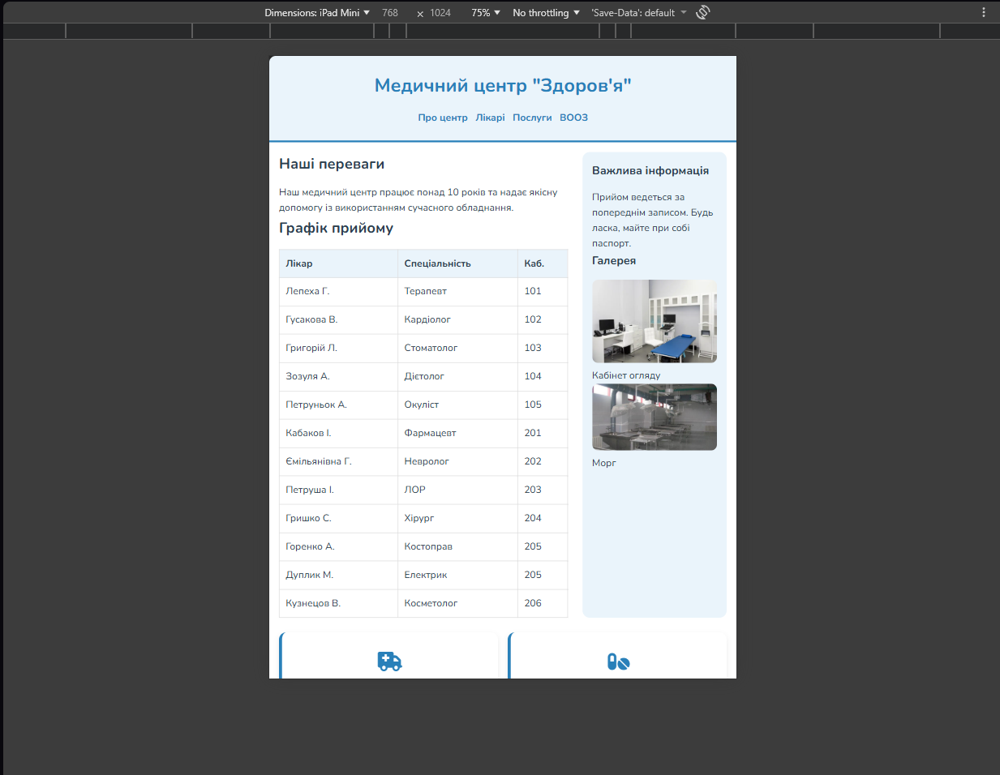 Dimensions: iPad Mini 768 × 1024 75% No throttling 'Save-Data': default
Медичний центр "Здоров'я"
Про центр Лікарі Послуги ВООЗ
Наші переваги
Наш медичний центр працює понад 10 років та надає якісну
допомогу із використанням сучасного обладнання.
Графік прийому
Лікар Спеціальність Каб.
Лепеха Г. Терапевт 101
Гусакова В. Кардіолог 102
Григорій Л. Стоматолог 103
Зозуля А. Дієтолог 104
Петруньок А. Окуліст 105
Кабаков І. Фармацевт 201
Ємільянівна Г. Невролог 202
Петруша І. ЛОР 203
Гришко С. Хірург 204
Горенко А. Костоправ 205
Дуплик М. Електрик 205
Кузнецов В. Косметолог 206
Важлива інформація
Прийом ведеться за
попереднім записом. Будь
ласка, майте при собі
паспорт.
Галерея
Кабінет огляду
Морг